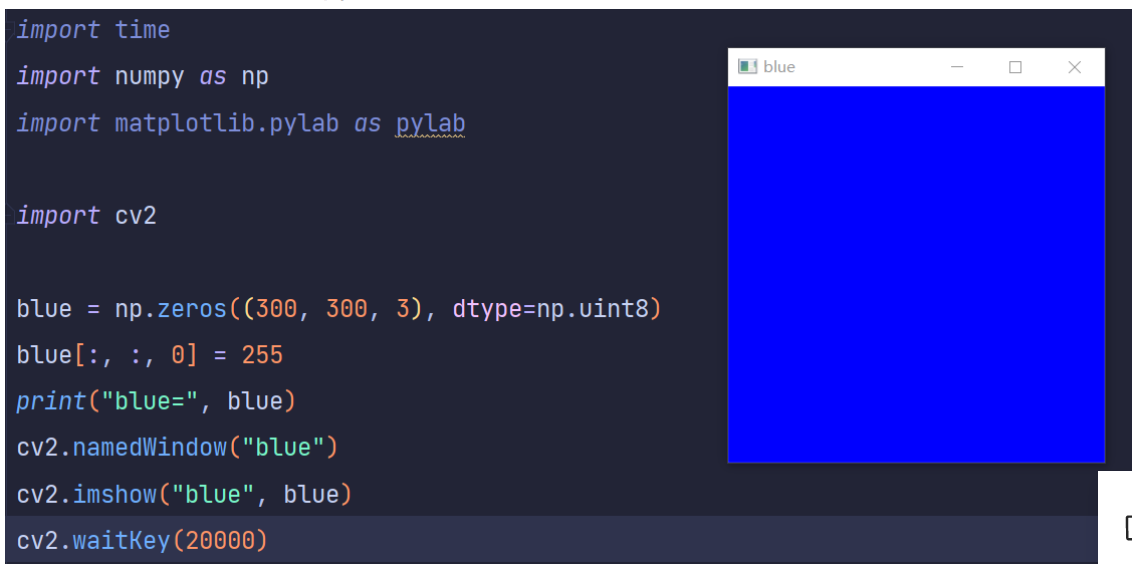 import time
import numpy as np
import matplotlib.pylab as pylab
import cv2
blue = np.zeros((300, 300, 3), dtype=np.uint8)
blue[:, :, 0] = 255
print("blue=", blue)
cv2.namedWindow("blue")
cv2.imshow("blue", blue)
cv2.waitKey(20000)
blue